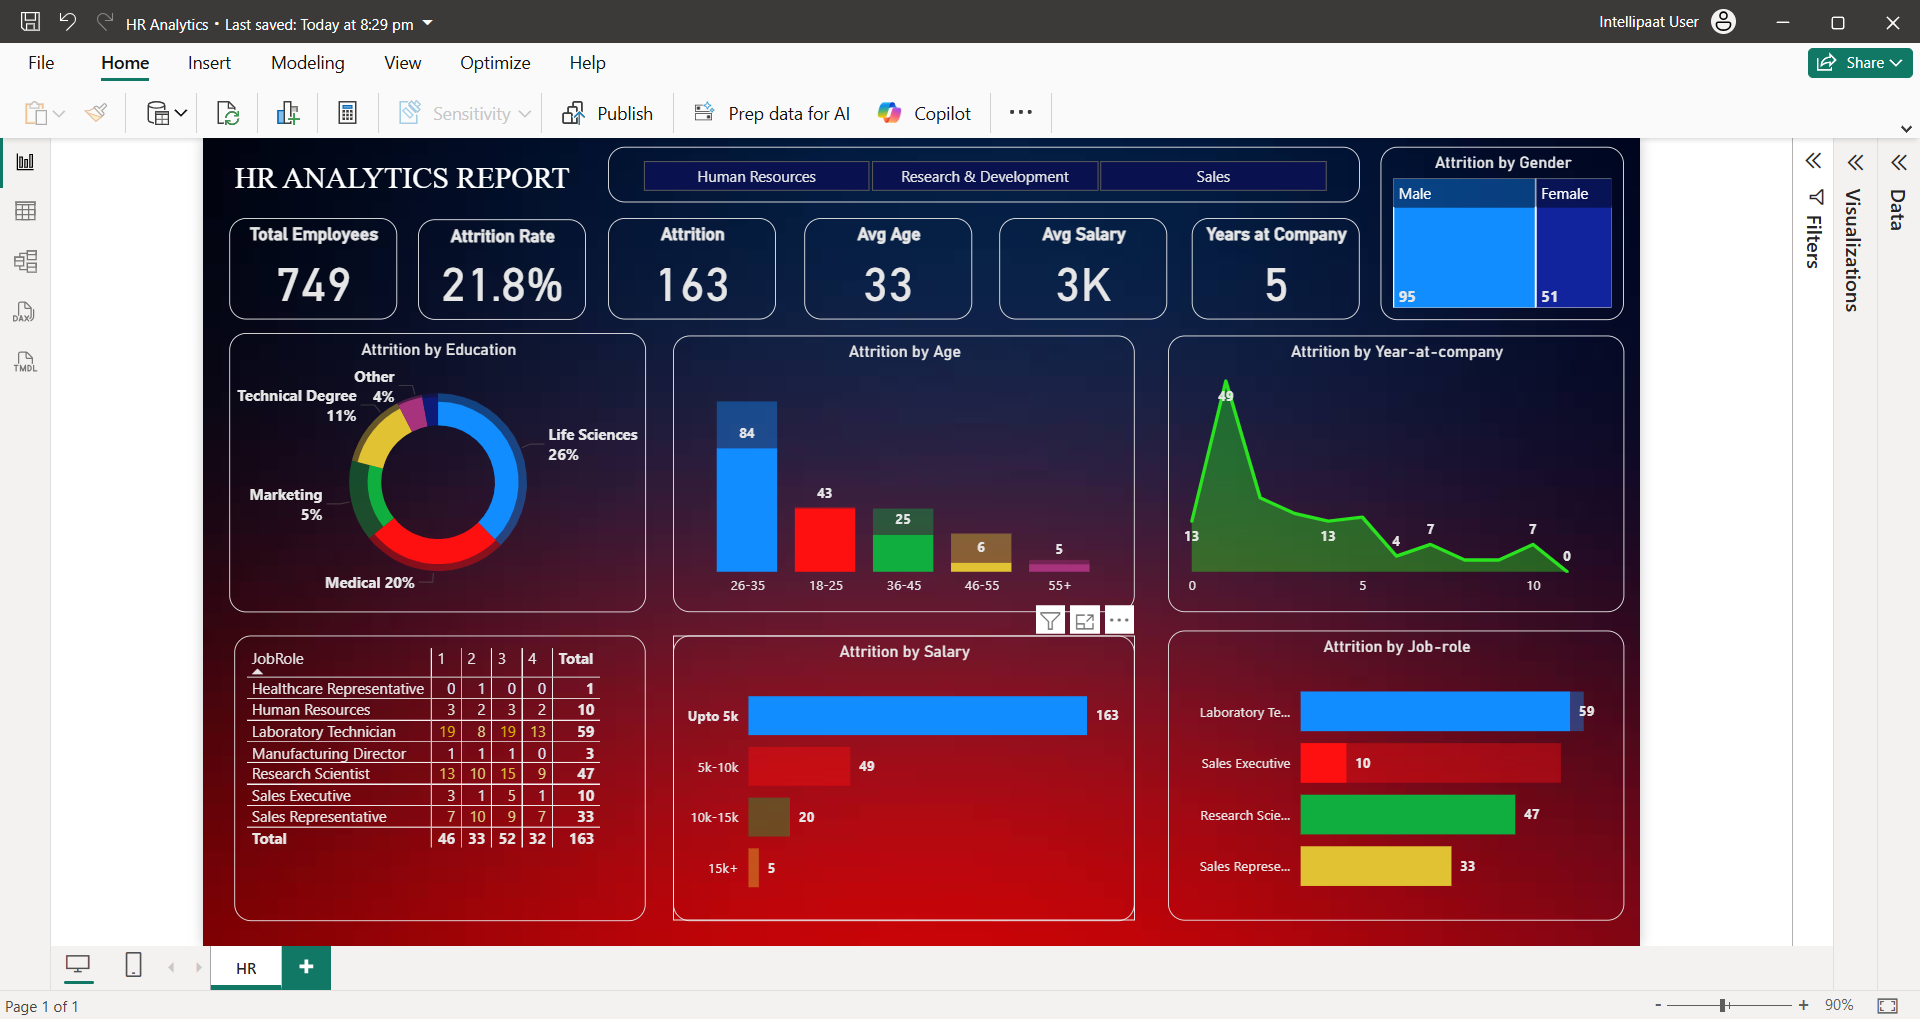 HR Analytics • Last saved: Today at 8:29 pm
Intellipaat User
File Home Insert Modeling View Optimize Help
Share
Sensitivity
Publish
Prep data for AI
Copilot
HR ANALYTICS REPORT
Human Resources
Research & Development
Sales
Attrition by Gender
Male Female
95 51
Total Employees
749
Attrition Rate
21.8%
Attrition
163
Avg Age
33
Avg Salary
3K
Years at Company
5
Attrition by Education
Other
4%
Technical Degree
11%
Life Sciences
26%
Marketing
5%
Medical 20%
Attrition by Age
84
43
25
6
5
26-35 18-25 36-45 46-55 55+
Attrition by Year-at-company
49
13 13 4 7 7 0
0 5 10
JobRole 1 2 3 4 Total
Healthcare Representative 0 1 0 0 1
Human Resources 3 2 3 2 10
Laboratory Technician 19 8 19 13 59
Manufacturing Director 1 1 1 0 3
Research Scientist 13 10 15 9 47
Sales Executive 3 1 5 1 10
Sales Representative 7 10 9 7 33
Total 46 33 52 32 163
Attrition by Salary
Upto 5k 163
5k-10k 49
10k-15k 20
15k+ 5
Attrition by Job-role
Laboratory Te... 59
Sales Executive 10
Research Scie... 47
Sales Represe... 33
Filters
Visualizations
Data
DAX
TMDL
HR
+
Page 1 of 1
- + 90%